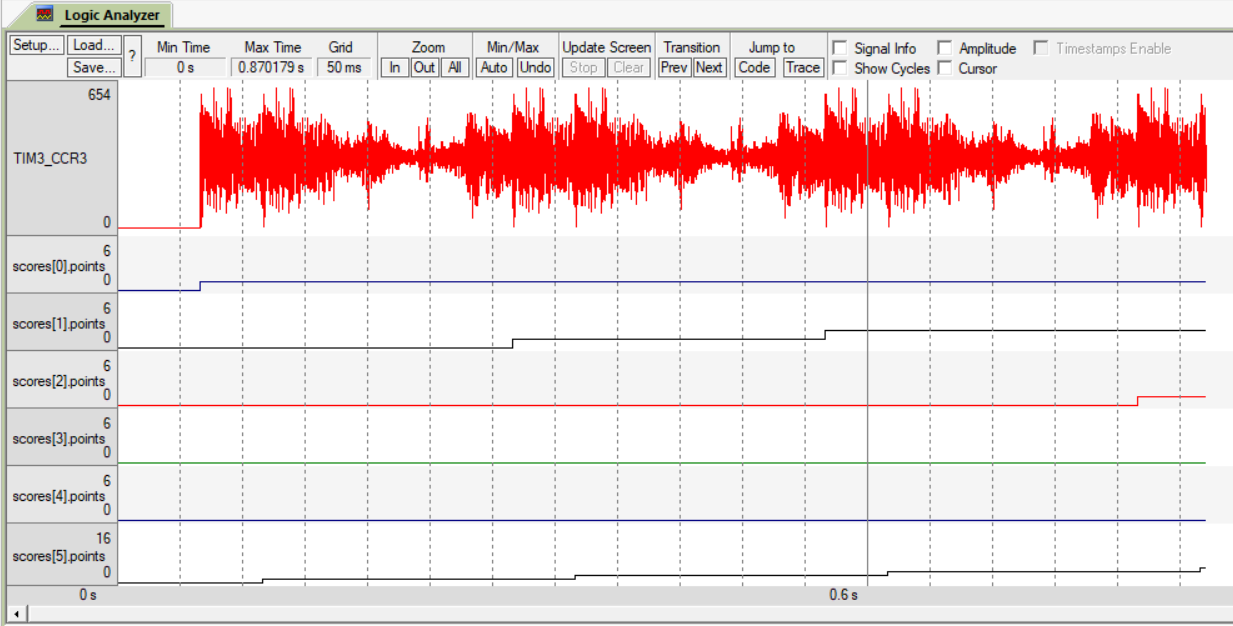 Logic Analyzer
Setup... Load... Min Time Max Time Grid Zoom Min/Max Update Screen Transition Jump to Signal Info Amplitude Timestamps Enable
Save... ? 0 s 0.870179 s 50 ms In Out All Auto Undo Stop Clear Prev Next Code Trace Show Cycles Cursor
654
TIM3_CCR3
0
6
scores[0].points
0
6
scores[1].points
0
6
scores[2].points
0
6
scores[3].points
0
6
scores[4].points
0
16
scores[5].points
0
0 s 0.6 s